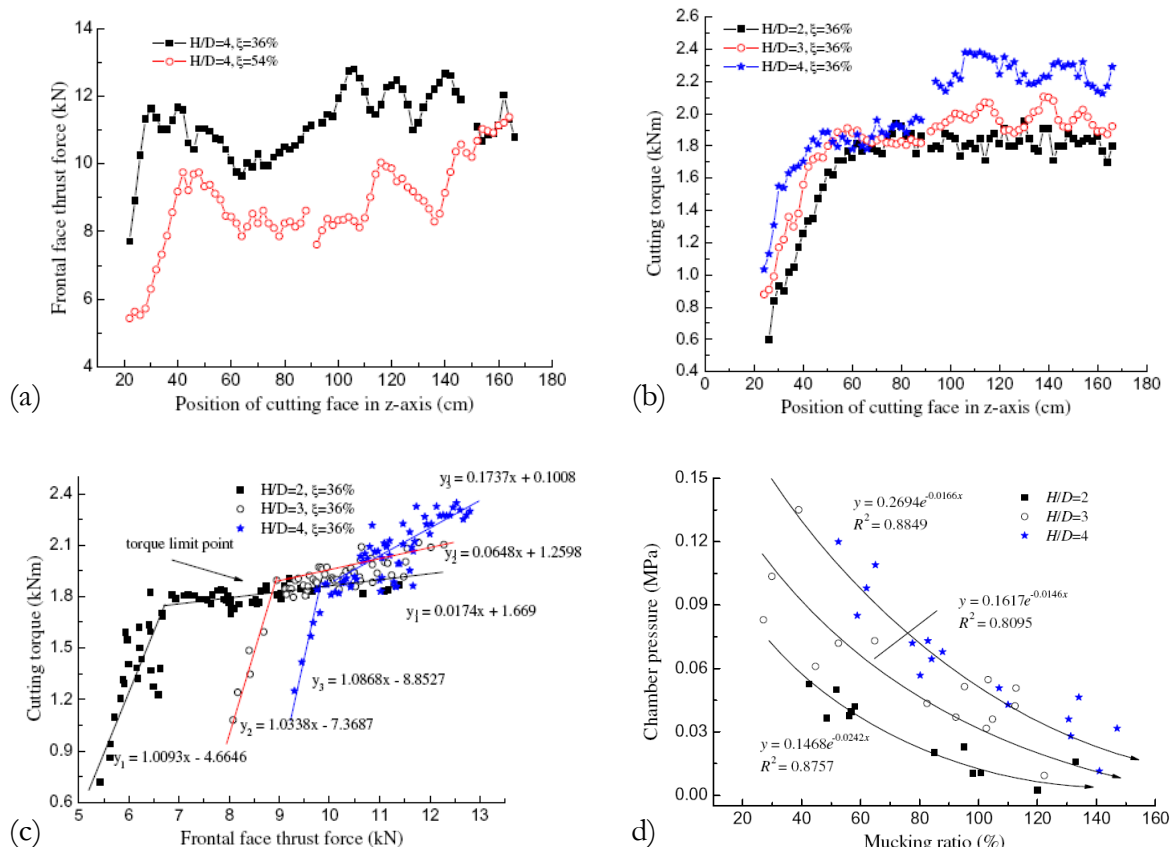 14
12
10
8
6
4
Frontal face thrust force (kN)
H/D=4, ξ=36%
H/D=4, ξ=54%
20 40 60 80 100 120 140 160 180
Position of cutting face in z-axis (cm)
(a)
2.6
2.4
2.2
2.0
1.8
1.6
1.4
1.2
1.0
0.8
0.6
0.4
Cutting torque (kNm)
H/D=2, ξ=36%
H/D=3, ξ=36%
H/D=4, ξ=36%
0 20 40 60 80 100 120 140 160 180
Position of cutting face in z-axis (cm)
(b)
2.4
2.1
1.8
1.5
1.2
0.9
0.6
Cutting torque (kNm)
H/D=2, ξ=36%
H/D=3, ξ=36%
H/D=4, ξ=36%
torque limit point
y3' = 0.1737x + 0.1008
y2' = 0.0648x + 1.2598
y1' = 0.0174x + 1.669
y3 = 1.0868x - 8.8527
y2 = 1.0338x - 7.3687
y1 = 1.0093x - 4.6646
5 6 7 8 9 10 11 12 13
Frontal face thrust force (kN)
(c)
0.15
0.12
0.09
0.06
0.03
0.00
Chamber pressure (MPa)
y = 0.2694e^-0.0166x
R² = 0.8849
H/D=2
H/D=3
H/D=4
y = 0.1617e^-0.0146x
R² = 0.8095
y = 0.1468e^-0.0242x
R² = 0.8757
20 40 60 80 100 120 140 160
Mucking ratio (%)
d)